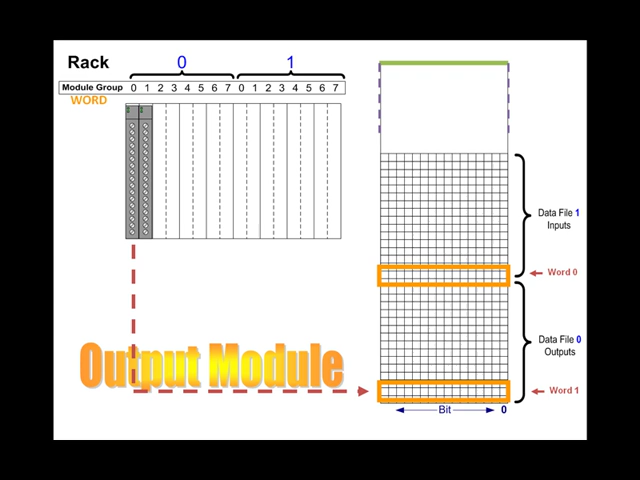 Rack 0 1
Module Group 0 1 2 3 4 5 6 7 0 1 2 3 4 5 6 7
WORD
Data File 1
Inputs
Word 0
Data File 0
Outputs
Output Module
Word 1
Bit 0